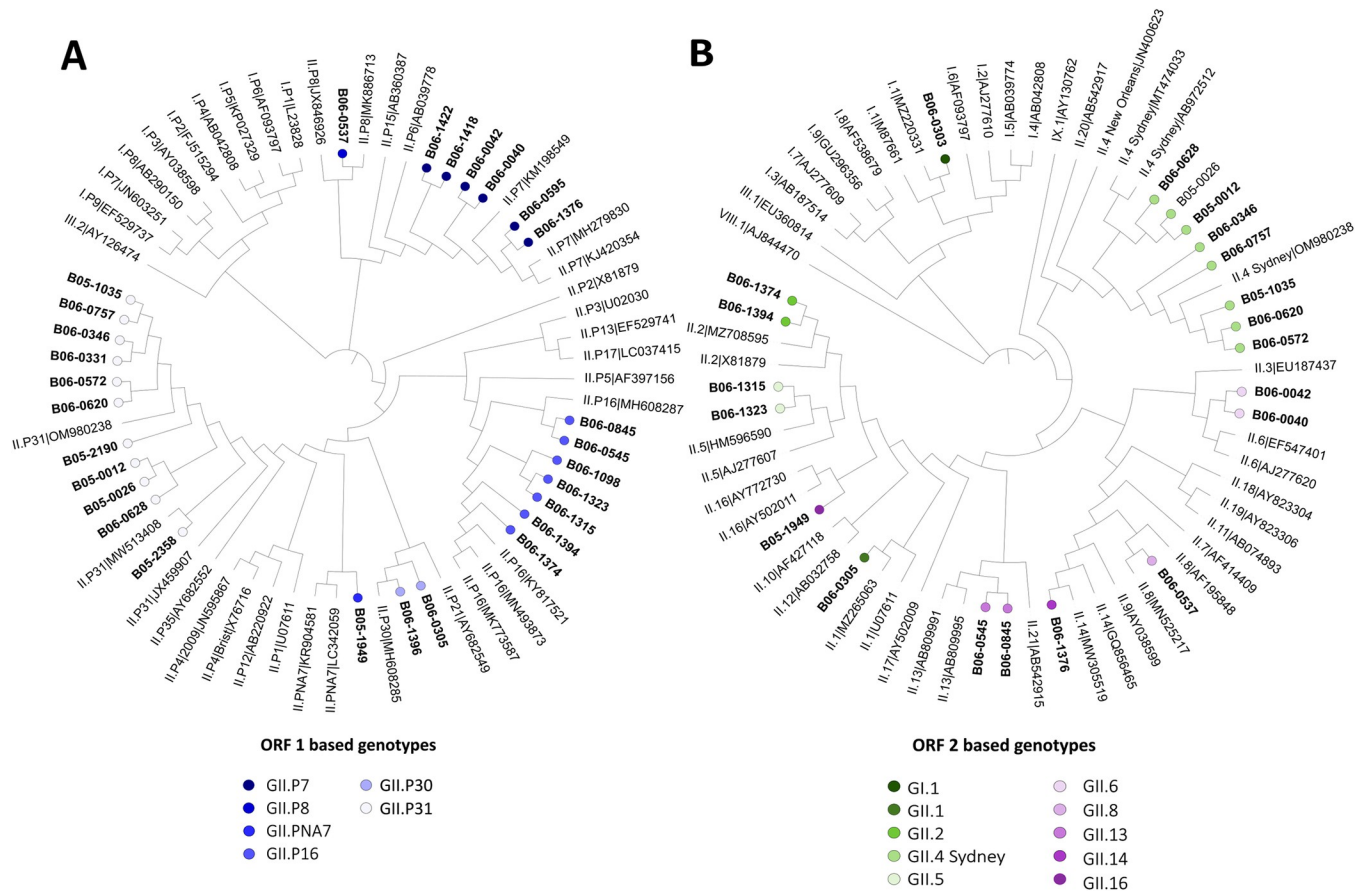 A
III.2|AY126474
I.P9|EF529737
I.P7|JN603251
I.P8|AB290150
I.P3|AY038598
I.P2|FJ515294
I.P4|AB042808
I.P5|KP027329
I.P6|AF093797
I.P1|L23828
II.P8|JX846926
B06-0537
II.P8|MK886713
II.P15|AB360387
II.P6|AB039778
B06-1422
B06-1418
B06-0042
B06-0040
II.P7|KM198549
B06-0595
B06-1376
II.P7|MH279830
II.P7|KJ420354
II.P2|X81879
II.P3|U02030
II.P13|EF529741
II.P17|LC037415
II.P5|AF397156
II.P16|MH608287
B06-0845
B06-0545
B06-1098
B06-1323
B06-1315
B06-1394
B06-1374
II.P16|KY817521
II.P16|MN493873
II.P16|MK773587
II.P21|AY682549
B06-0305
B06-1396
II.P30|MH608285
B05-1949
II.PNA7|LC342059
II.PNA7|KR904581
II.P1|U07611
II.P12|AB220922
II.P4|Brist|X76716
II.P4|2009|JN595867
II.P35|AY682552
II.P31|JX459907
B05-2358
II.P31|MW513408
B06-0628
B05-0026
B05-0012
B05-2190
II.P31|OM980238
B06-0620
B06-0572
B06-0331
B06-0346
B06-0757
B05-1035
ORF 1 based genotypes
GII.P7
GII.P8
GII.PNA7
GII.P16
GII.P30
GII.P31
B
VIII.1|AJ844470
III.1|EU360814
I.3|AB187514
I.7|AJ277609
I.9|GU296356
I.8|AF538679
I.1|M87661
I.1|MZ220031
B06-0303
I.6|AF093797
I.2|AJ277610
I.5|AB039774
I.4|AB042808
IX.1|AY130762
II.20|AB542917
II.4 New Orleans|JN400623
II.4 Sydney|MT474033
II.4 Sydney|AB972512
B06-0628
B05-0026
B05-0012
B06-0346
B06-0757
II.4 Sydney|OM980238
B05-1035
B06-0620
B06-0572
II.3|EU187437
B06-0042
B06-0040
II.6|EF547401
II.6|AJ277620
II.18|AY823304
II.19|AY823306
II.11|AB074893
II.7|AF414409
II.8|AF195848
B06-0537
II.8|MN525217
II.9|AY038599
II.14|GQ856465
II.14|MW305519
B06-1376
II.21|AB542915
B06-0845
B06-0545
II.13|AB809995
II.13|AB809991
II.17|AY502009
II.1|U07611
II.1|MZ265063
B06-0305
II.12|AB032758
II.10|AF427118
B05-1949
II.16|AY502011
II.16|AY772730
II.5|AJ277607
II.5|HM596590
B06-1323
B06-1315
II.2|X81879
II.2|MZ708595
B06-1394
B06-1374
ORF 2 based genotypes
GI.1
GII.1
GII.2
GII.4 Sydney
GII.5
GII.6
GII.8
GII.13
GII.14
GII.16